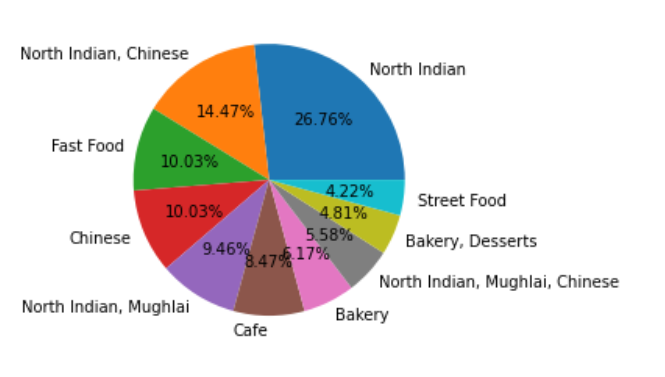 North Indian, Chinese
North Indian
14.47%
26.76%
Fast Food
10.03%
4.22%
Street Food
10.03%
4.81%
Chinese
5.58%
Bakery, Desserts
9.46%
8.47%
6.17%
North Indian, Mughlai, Chinese
North Indian, Mughlai
Bakery
Cafe